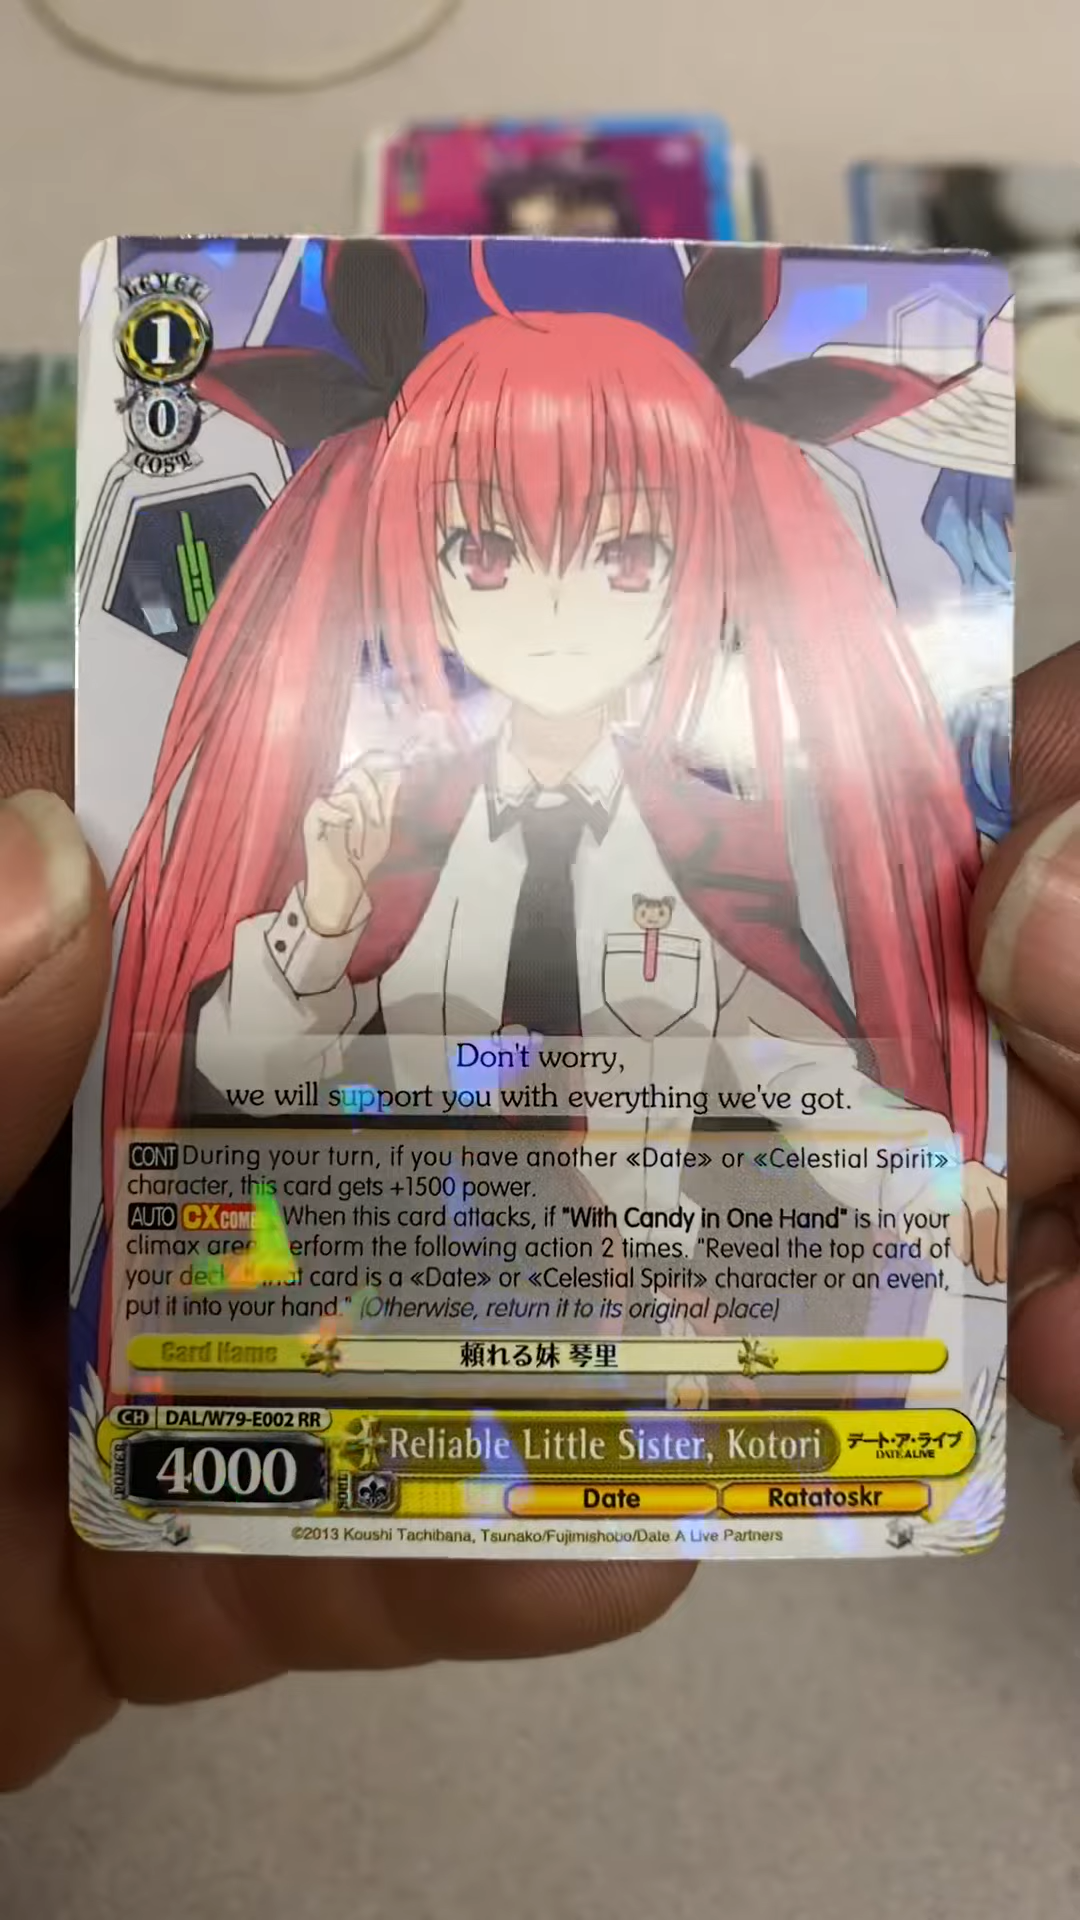 LEVEL
1
0
COST
Don't worry,
we will support you with everything we've got.
CONT During your turn, if you have another «Date» or «Celestial Spirit»
character, this card gets +1500 power.
AUTO CX COM When this card attacks, if "With Candy in One Hand" is in your
climax area, perform the following action 2 times. "Reveal the top card of
your deck. that card is a «Date» or «Celestial Spirit» character or an event,
put it into your hand." (Otherwise, return it to its original place)
Card Name 頼れる妹 琴里
CH DAL/W79-E002 RR
POWER 4000
Reliable Little Sister, Kotori
デート・ア・ライブ
DATE A LIVE
SOUL
Date Ratatoskr
©2013 Koushi Tachibana, Tsunako/Fujimishobo/Date A Live Partners